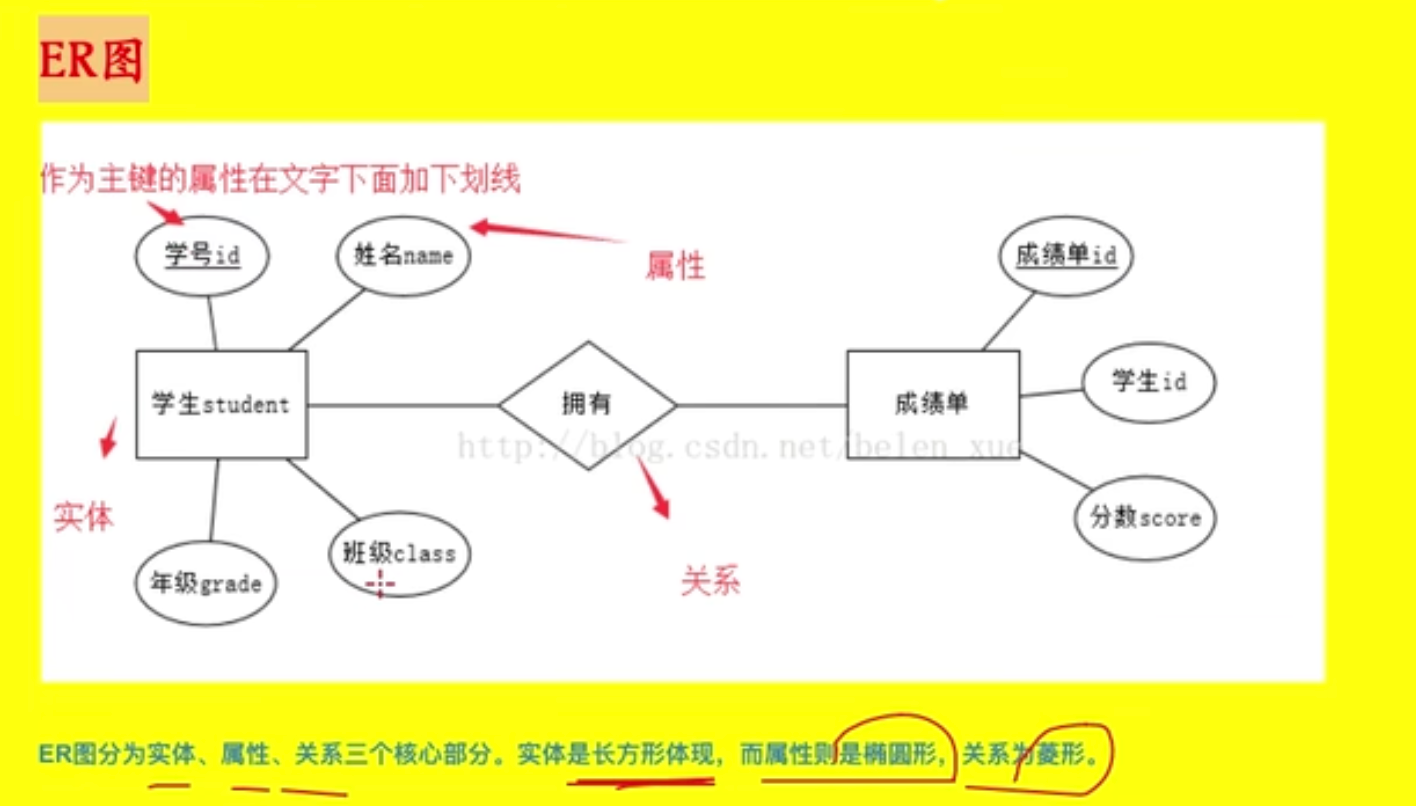 ER图
作为主键的属性在文字下面加下划线
学号id
姓名name
属性
成绩单id
学生id
学生student
拥有
成绩单
http://blog.csdn.net/belen_xue
实体
分数score
班级class
年级grade
关系
ER图分为实体、属性、关系三个核心部分。实体是长方形体现，而属性则是椭圆形，关系为菱形。